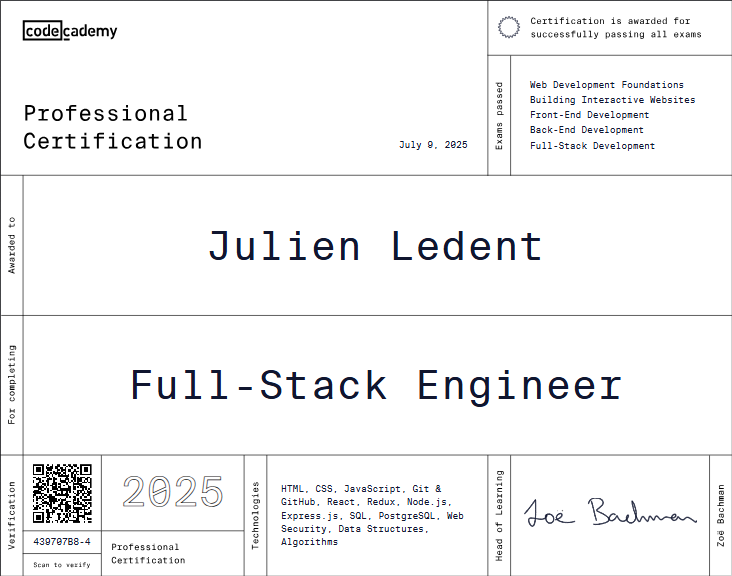 codecademy
Professional
Certification
July 9, 2025
Certification is awarded for
successfully passing all exams
Exams passed
Web Development Foundations
Building Interactive Websites
Front-End Development
Back-End Development
Full-Stack Development
Awarded to
Julien Ledent
For completing
Full-Stack Engineer
Verification
439707B8-4
Scan to verify
2025
Professional
Certification
Technologies
HTML, CSS, JavaScript, Git &
GitHub, React, Redux, Node.js,
Express.js, SQL, PostgreSQL, Web
Security, Data Structures,
Algorithms
Head of Learning
Zoë Bachman
Zoë Bachman